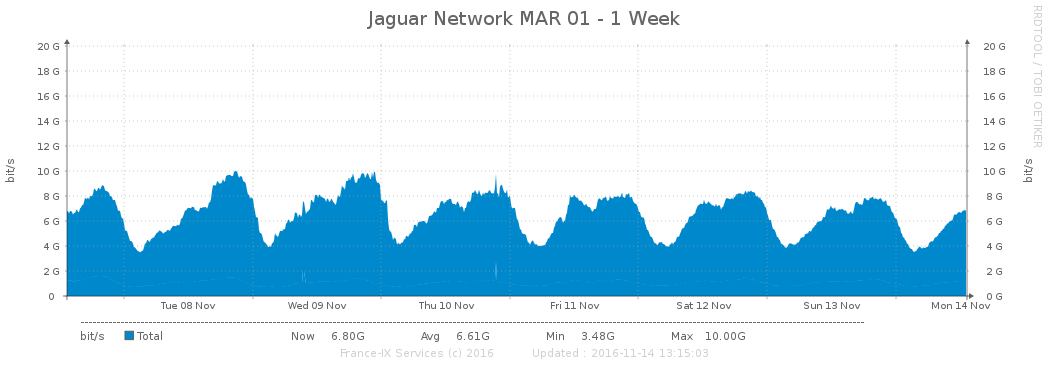 Jaguar Network MAR 01 - 1 Week
RRDTOOL / TOBI OETIKER
bit/s
20 G 20 G
18 G 18 G
16 G 16 G
14 G 14 G
12 G 12 G
10 G 10 G
8 G 8 G
6 G 6 G
4 G 4 G
2 G 2 G
0 0 G
bit/s
Tue 08 Nov Wed 09 Nov Thu 10 Nov Fri 11 Nov Sat 12 Nov Sun 13 Nov Mon 14 Nov
bit/s Total Now 6.80G Avg 6.61G Min 3.48G Max 10.00G
France-IX Services (c) 2016 Updated : 2016-11-14 13:15:03